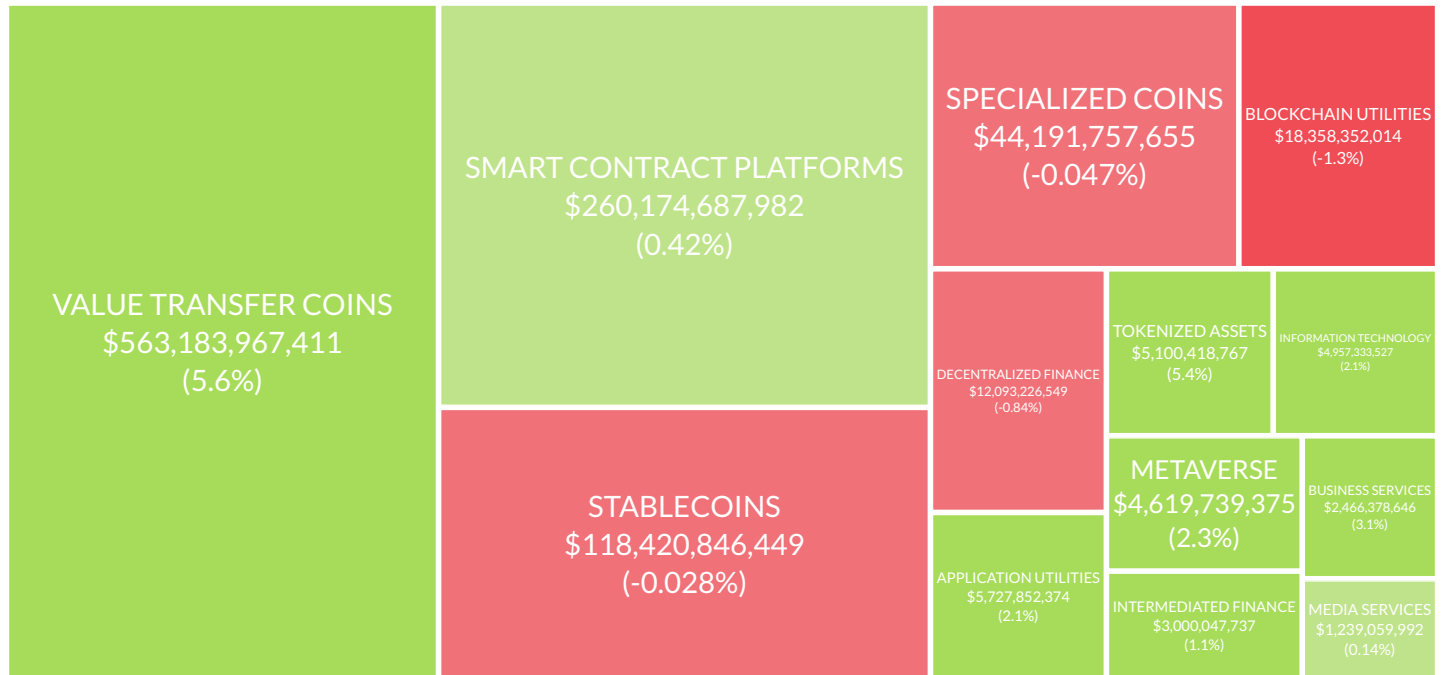 VALUE TRANSFER COINS
$563,183,967,411
(5.6%)
SMART CONTRACT PLATFORMS
$260,174,687,982
(0.42%)
STABLECOINS
$118,420,846,449
(-0.028%)
SPECIALIZED COINS
$44,191,757,655
(-0.047%)
BLOCKCHAIN UTILITIES
$18,358,352,014
(-1.3%)
DECENTRALIZED FINANCE
$12,093,226,549
(-0.84%)
APPLICATION UTILITIES
$5,727,852,374
(2.1%)
TOKENIZED ASSETS
$5,100,418,767
(5.4%)
INFORMATION TECHNOLOGY
$4,957,333,527
(2.1%)
METAVERSE
$4,619,739,375
(2.3%)
INTERMEDIATED FINANCE
$3,000,047,737
(1.1%)
BUSINESS SERVICES
$2,466,378,646
(3.1%)
MEDIA SERVICES
$1,239,059,992
(0.14%)